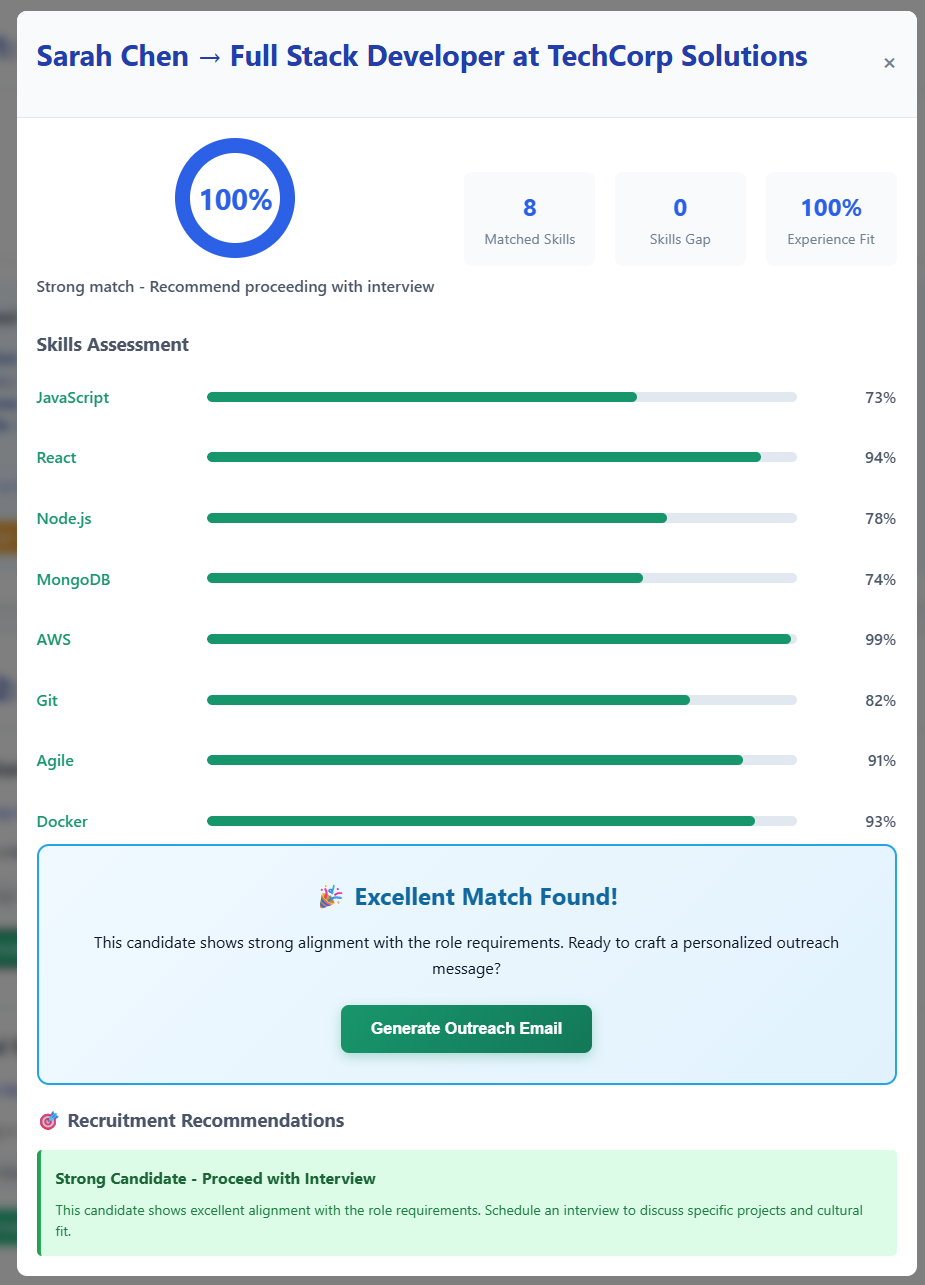 Sarah Chen → Full Stack Developer at TechCorp Solutions
×
100%
8
Matched Skills
0
Skills Gap
100%
Experience Fit
Strong match - Recommend proceeding with interview
Skills Assessment
JavaScript 73%
React 94%
Node.js 78%
MongoDB 74%
AWS 99%
Git 82%
Agile 91%
Docker 93%
🎉 Excellent Match Found!
This candidate shows strong alignment with the role requirements. Ready to craft a personalized outreach
message?
Generate Outreach Email
🎯 Recruitment Recommendations
Strong Candidate - Proceed with Interview
This candidate shows excellent alignment with the role requirements. Schedule an interview to discuss specific projects and cultural
fit.